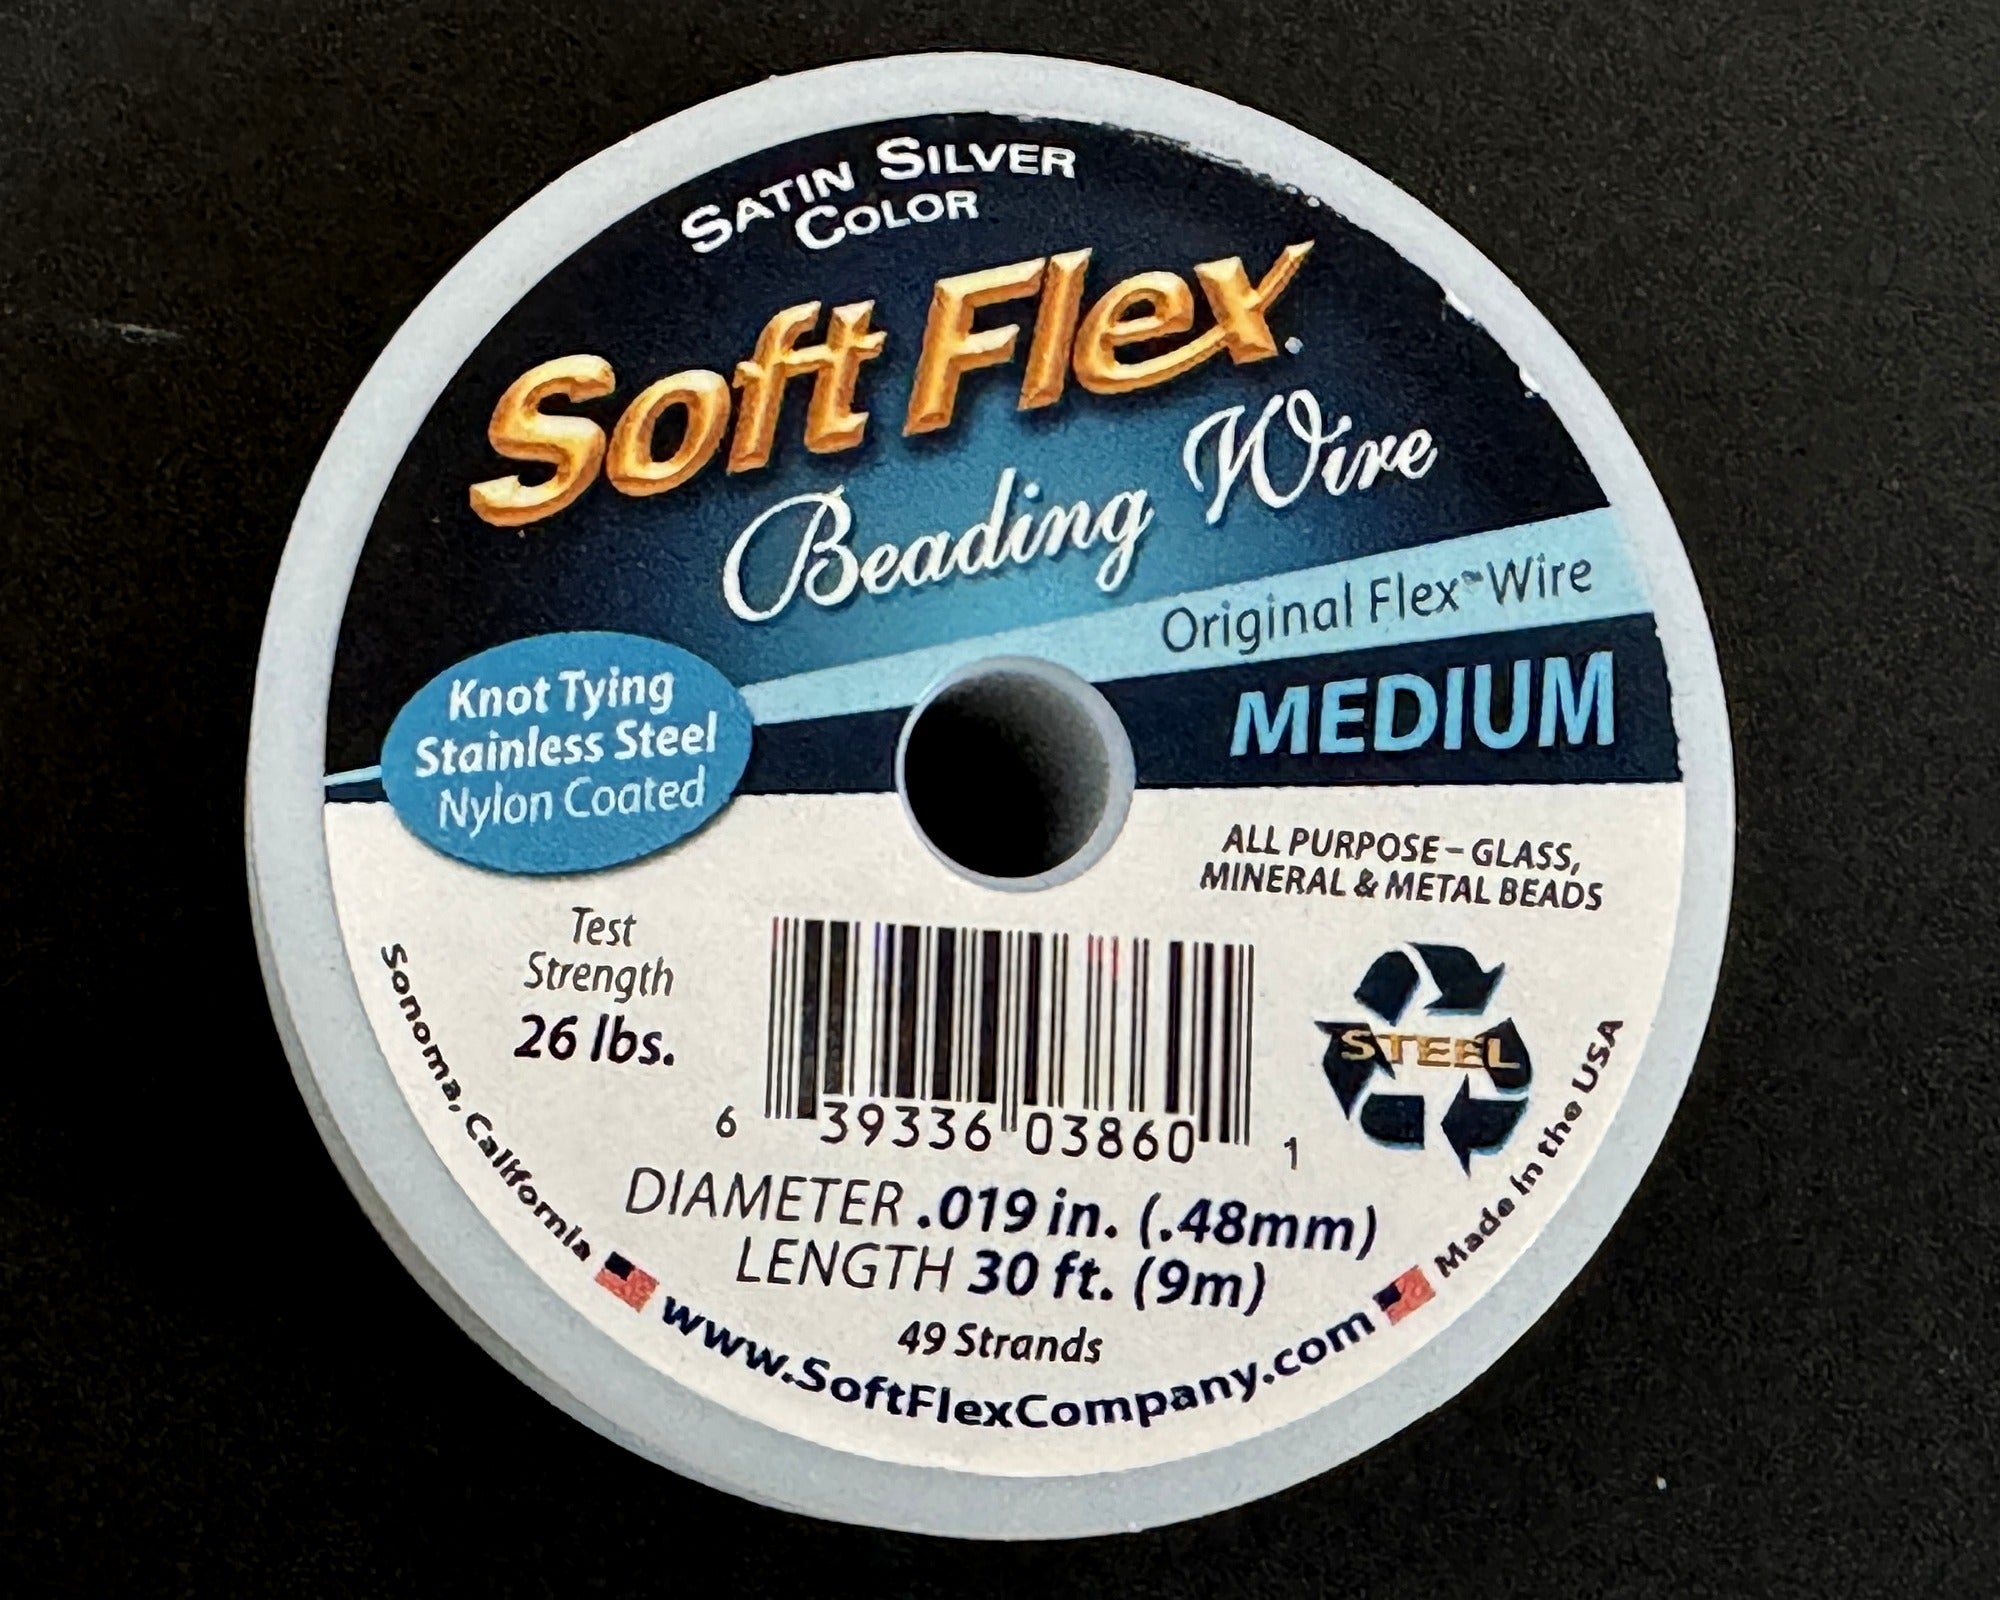 SATIN SILVER
COLOR
Soft Flex®
Beading Wire
Original Flex™ Wire
MEDIUM
Knot Tying
Stainless Steel
Nylon Coated
ALL PURPOSE – GLASS,
MINERAL & METAL BEADS
Test
Strength
26 lbs.
6 39336 03860 1
STEEL
DIAMETER .019 in. (.48mm)
LENGTH 30 ft. (9m)
49 Strands
Sonoma, California
www.SoftFlexCompany.com
Made in the USA